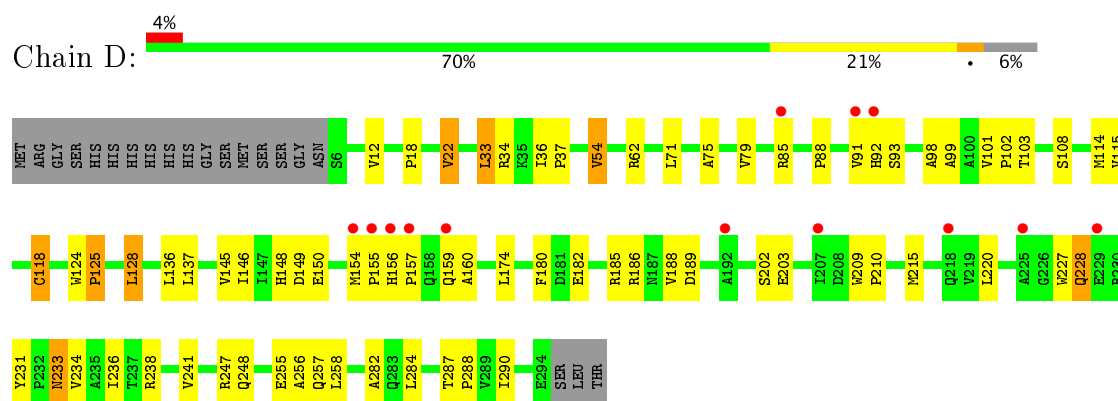 4%
Chain D:
70% 21% • 6%
MET ARG GLY SER HIS HIS HIS HIS HIS HIS GLY SER MET SER SER GLY ASN S6 V12 P18 V22 L33 R34 K35 I36 P37 V54 R62 L71 A75 V79 R85 P88 V91 H92 S93 A98 A99 A100 V101 P102 T103 S108 M114
C118 W124 P125 L128 L136 L137 V145 I146 I147 H148 D149 E150 M154 P155 H156 P157 Q158 Q159 A160 L174 F180 D181 E182 R185 R186 N187 V188 D189 A192 S202 E203 I207 D208 W209 P210 M215 Q218 V219 L220 A225 G226 W227 Q228 E229
Y231 P232 N233 V234 A235 I236 T237 R238 V241 R247 Q248 E255 A256 Q257 L258 A282 Q283 L284 T287 P288 V289 I290 E294 SER LEU THR